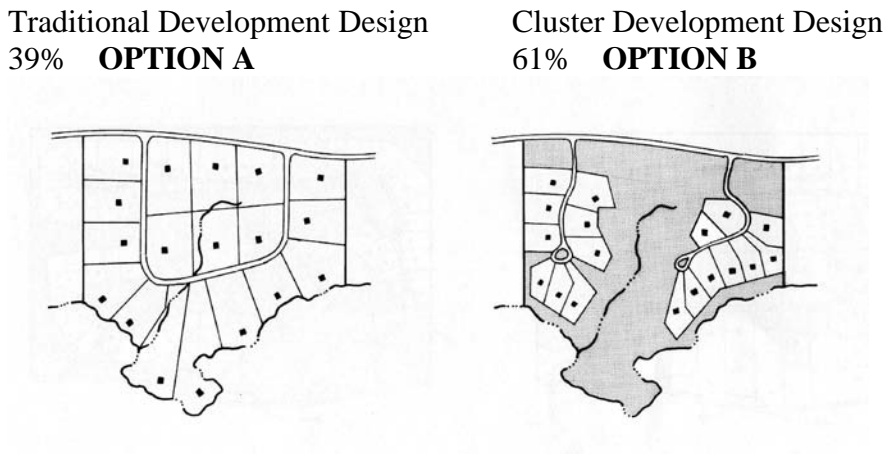 Traditional Development Design
39% OPTION A
Cluster Development Design
61% OPTION B